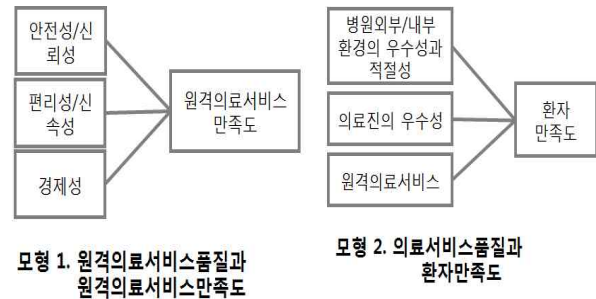 안전성/신
뢰성
편리성/신
속성
경제성
원격의료서비스
만족도
모형 1. 원격의료서비스품질과
원격의료서비스만족도
병원외부/내부
환경의 우수성과
적절성
의료진의 우수성
원격의료서비스
환자
만족도
모형 2. 의료서비스품질과
환자만족도